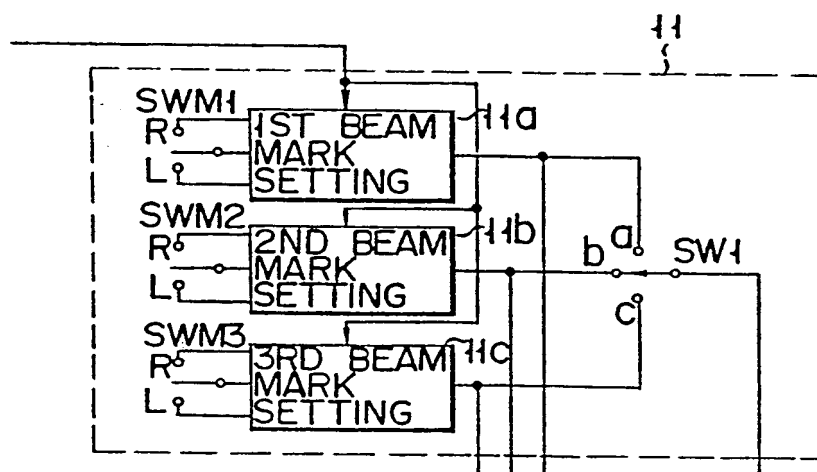 11
SWM1
R
L
1ST BEAM
MARK
SETTING
11a
SWM2
R
L
2ND BEAM
MARK
SETTING
11b
SWM3
R
L
3RD BEAM
MARK
SETTING
11c
a
b
c
SW1